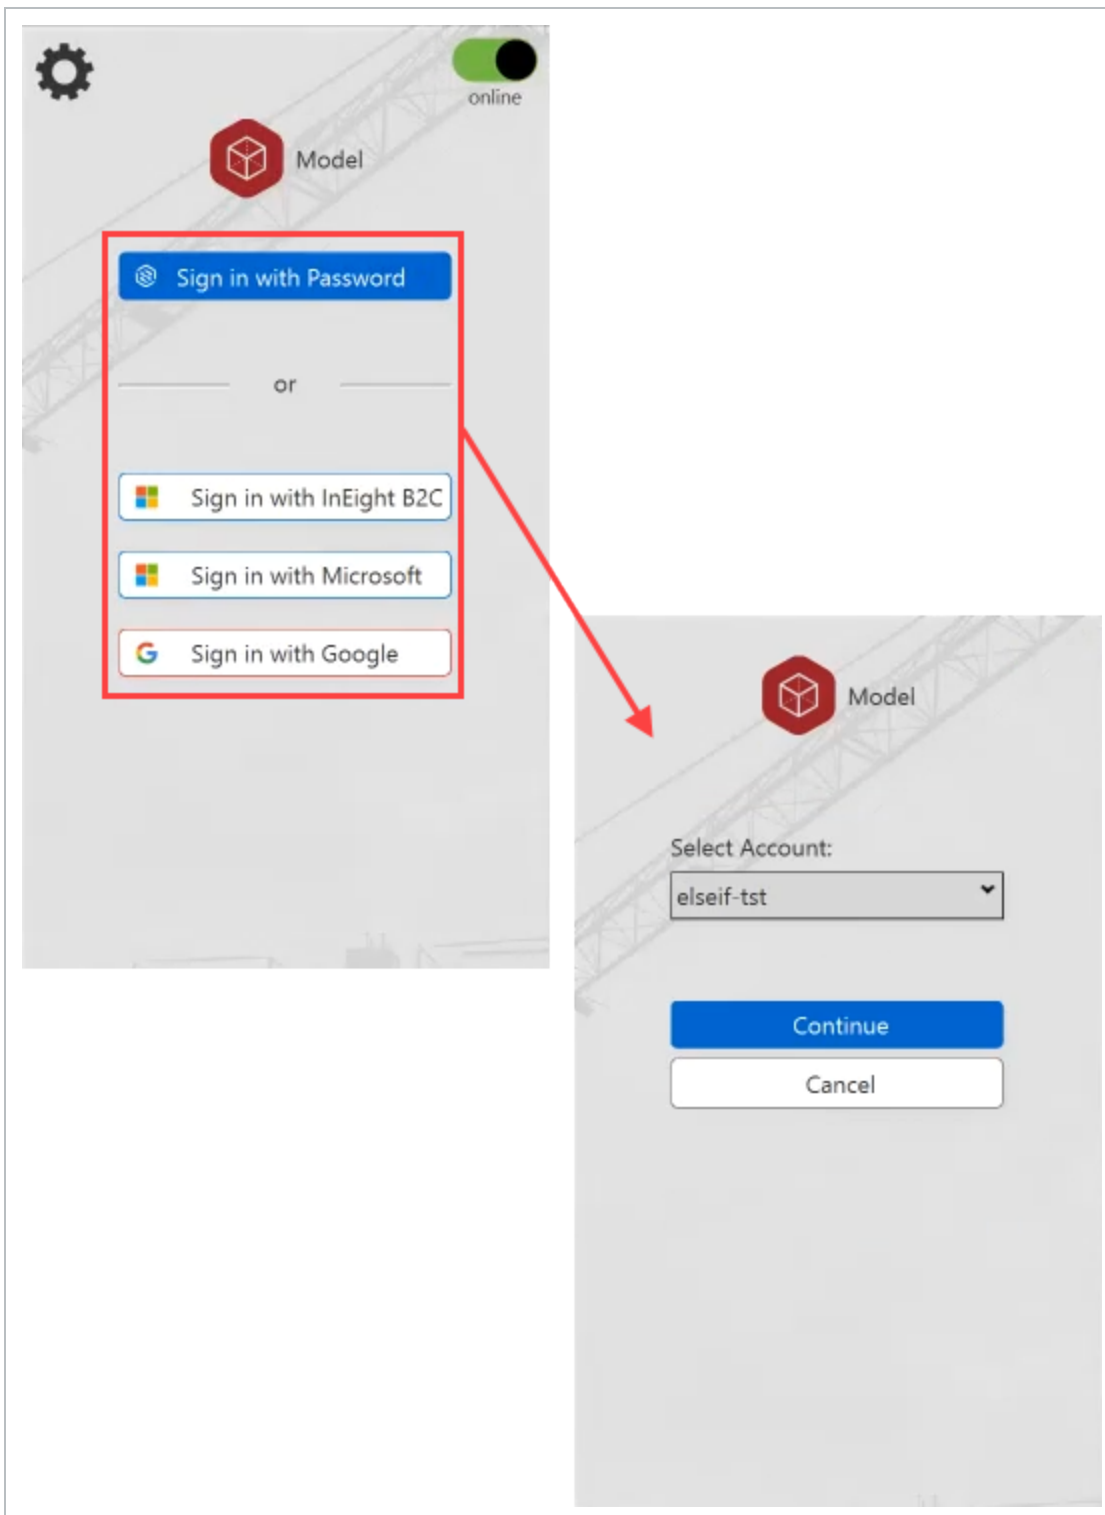 online
Model
Sign in with Password
or
Sign in with InEight B2C
Sign in with Microsoft
Sign in with Google
Model
Select Account:
elseif-tst
Continue
Cancel